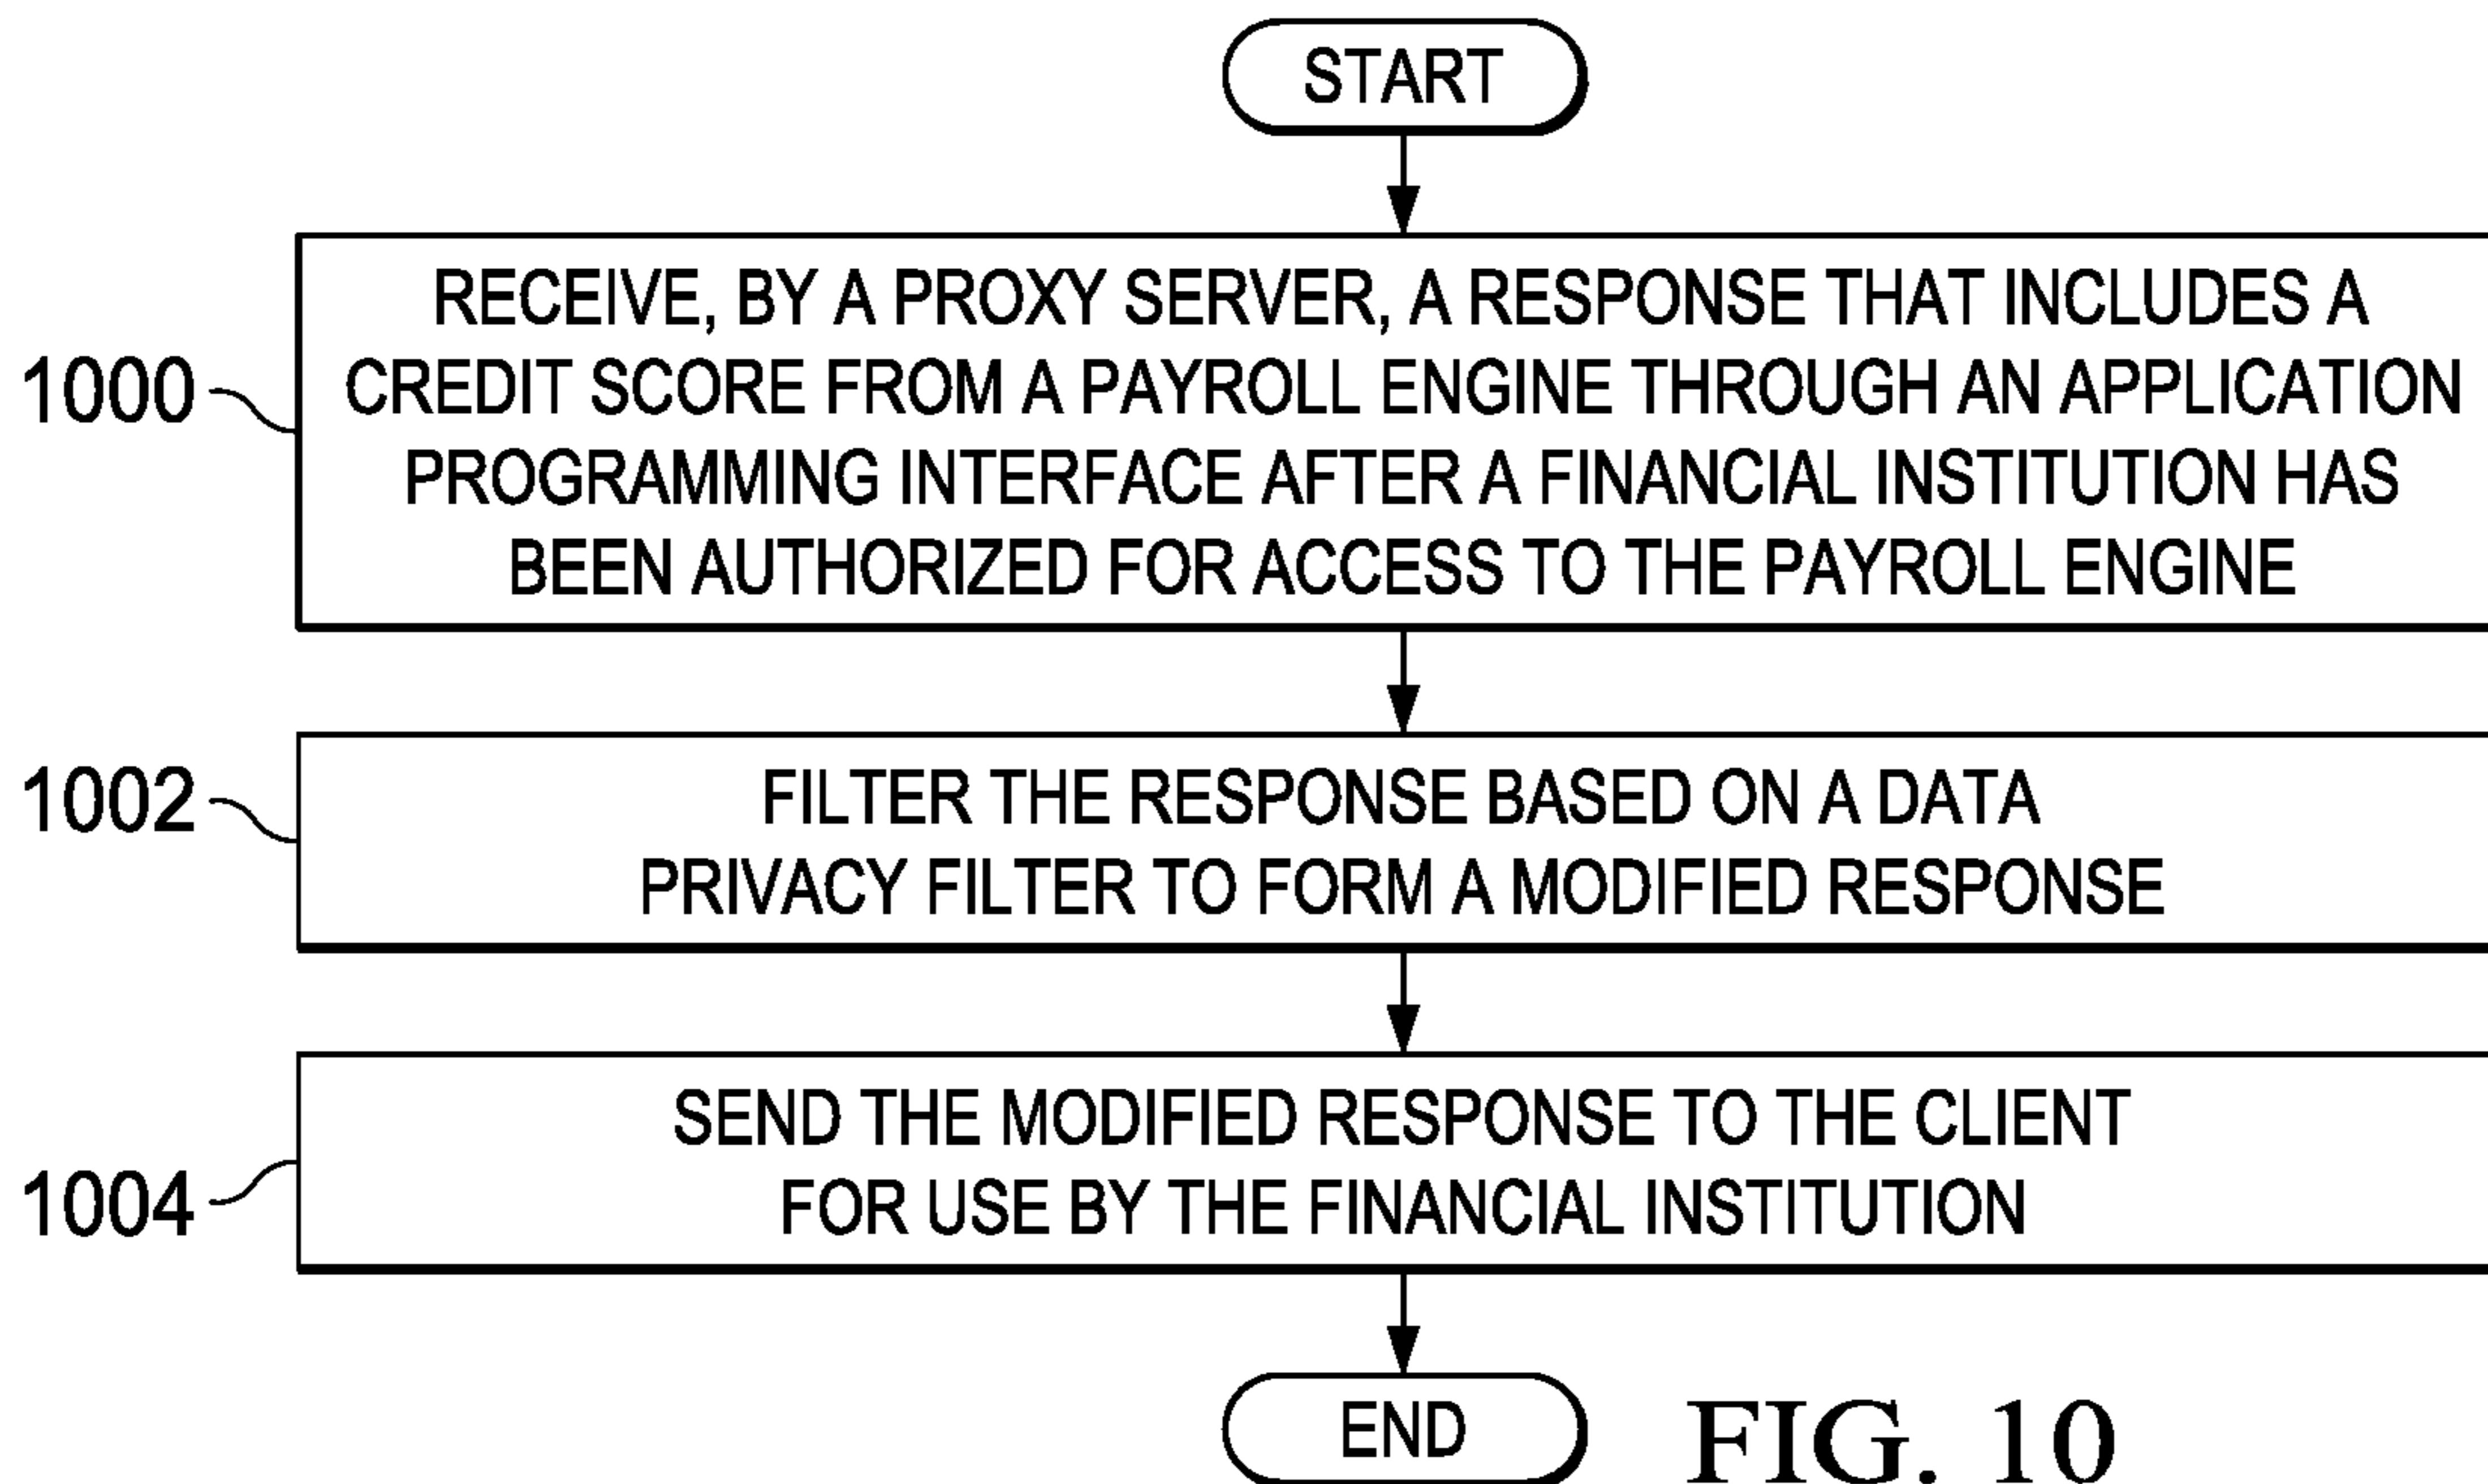 START
RECEIVE, BY A PROXY SERVER, A RESPONSE THAT INCLUDES A
1000
CREDIT SCORE FROM A PAYROLL ENGINE THROUGH AN APPLICATION
PROGRAMMING INTERFACE AFTER A FINANCIAL INSTITUTION HAS
BEEN AUTHORIZED FOR ACCESS TO THE PAYROLL ENGINE
1002
FILTER THE RESPONSE BASED ON A DATA
PRIVACY FILTER TO FORM A MODIFIED RESPONSE
SEND THE MODIFIED RESPONSE TO THE CLIENT
1004
FOR USE BY THE FINANCIAL INSTITUTION
END
FIG. 10